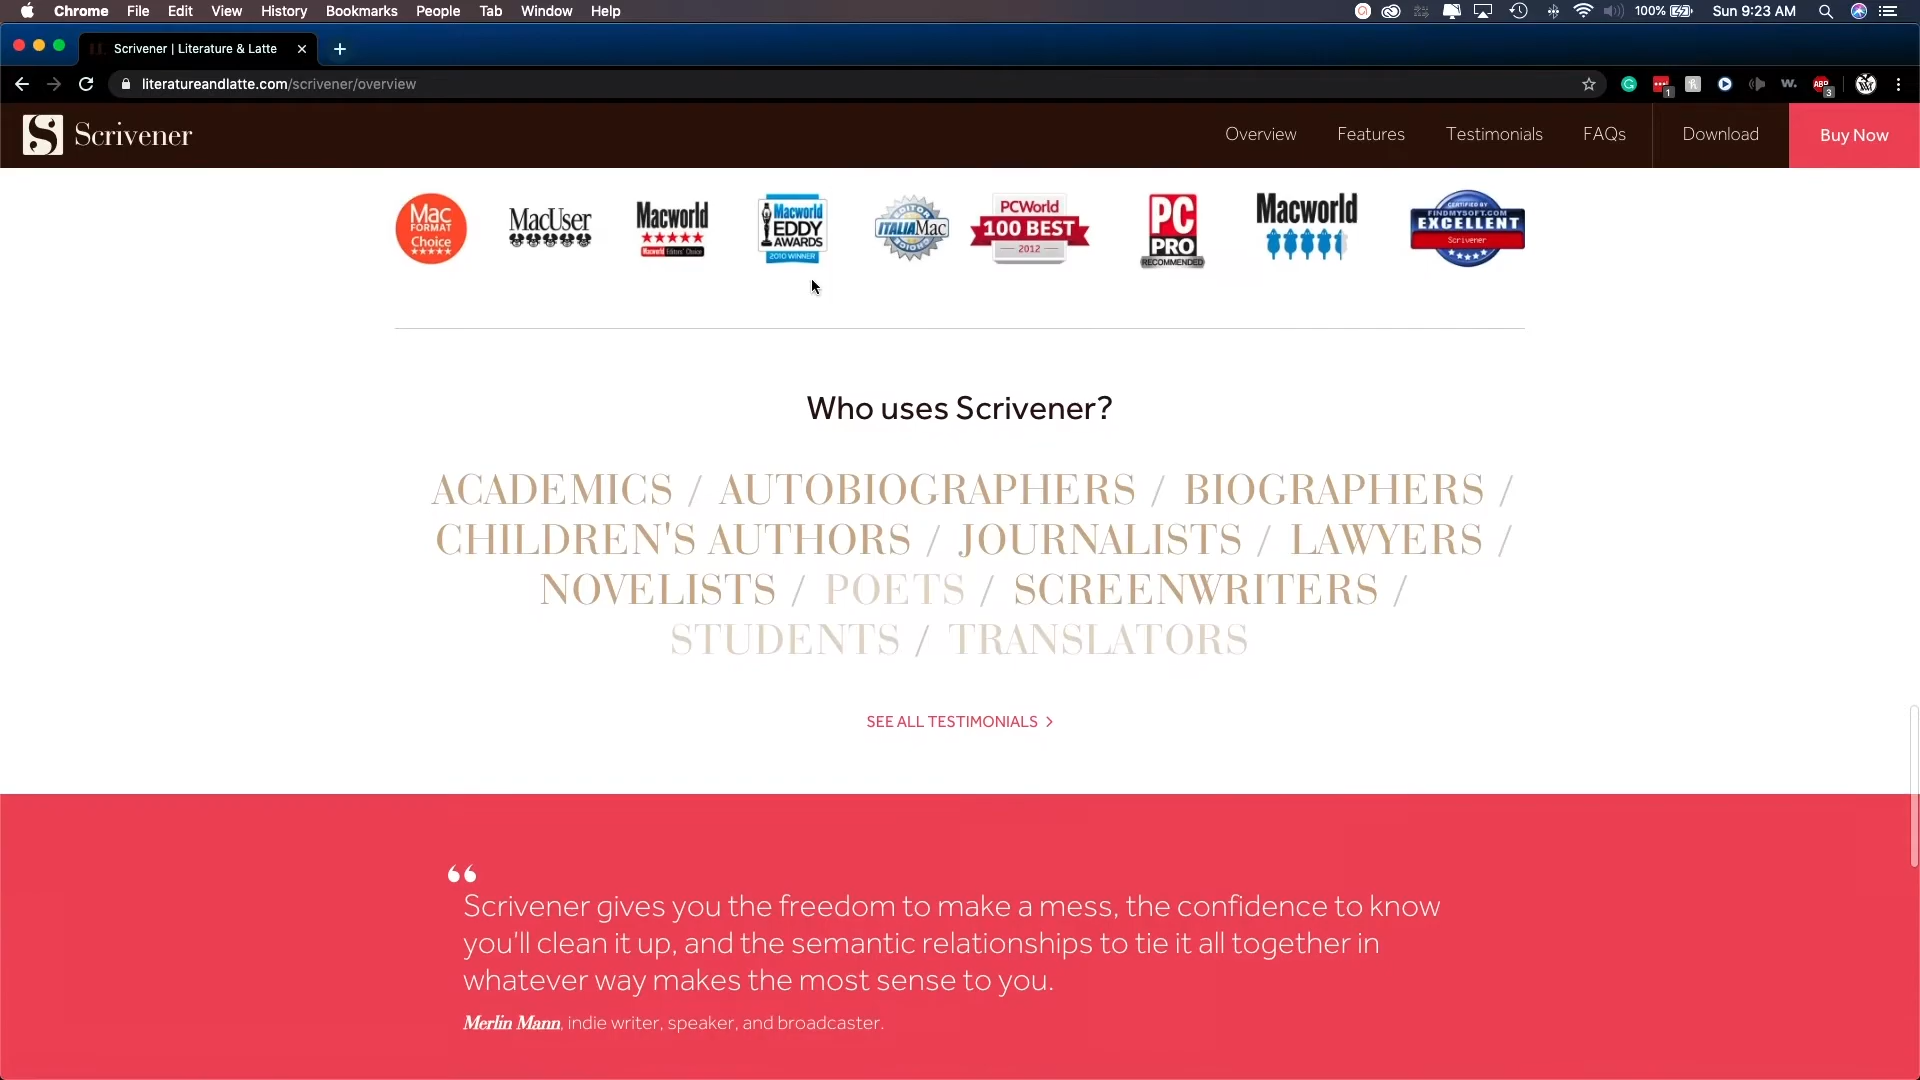 Chrome File Edit View History Bookmarks People Tab Window Help 100% Sun 9:23 AM
Scrivener | Literature & Latte
literatureandlatte.com/scrivener/overview
Scrivener Overview Features Testimonials FAQs Download Buy Now
Mac FORMAT Choice
MacUser
Macworld
Macworld Editors' Choice
Macworld EDDY AWARDS 2010 WINNER
ITALIAMac
PCWorld 100 BEST 2012
PC PRO RECOMMENDED
Macworld
CERTIFIED BY FINDMYSOFT.COM EXCELLENT Scrivener
Who uses Scrivener?
ACADEMICS / AUTOBIOGRAPHERS / BIOGRAPHERS /
CHILDREN'S AUTHORS / JOURNALISTS / LAWYERS /
NOVELISTS / POETS / SCREENWRITERS /
STUDENTS / TRANSLATORS
SEE ALL TESTIMONIALS >
“
Scrivener gives you the freedom to make a mess, the confidence to know
you'll clean it up, and the semantic relationships to tie it all together in
whatever way makes the most sense to you.
Merlin Mann, indie writer, speaker, and broadcaster.